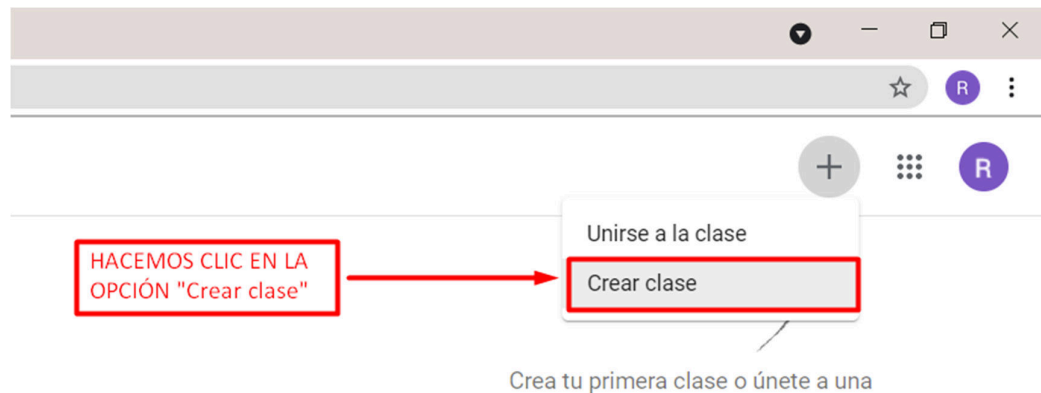 R
R
Unirse a la clase
HACEMOS CLIC EN LA
OPCIÓN "Crear clase"
Crear clase
Crea tu primera clase o únete a una